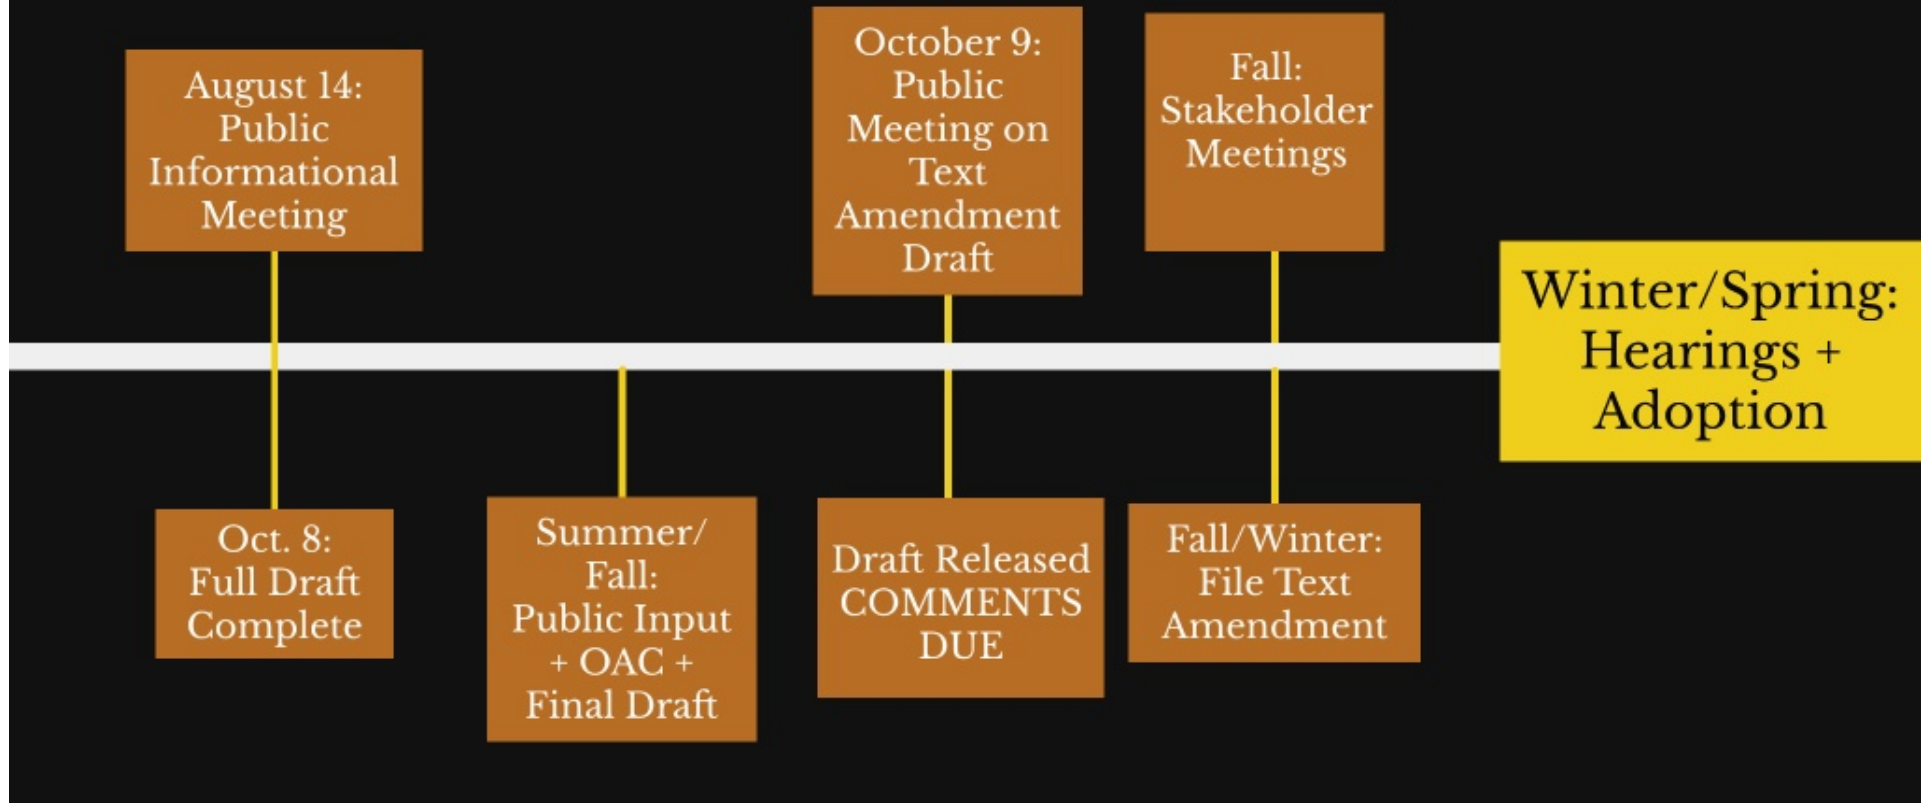 August 14:
Public
Informational
Meeting
October 9:
Public
Meeting on
Text
Amendment
Draft
Fall:
Stakeholder
Meetings
Winter/Spring:
Hearings +
Adoption
Oct. 8:
Full Draft
Complete
Summer/
Fall:
Public Input
+ OAC +
Final Draft
Draft Released
COMMENTS
DUE
Fall/Winter:
File Text
Amendment